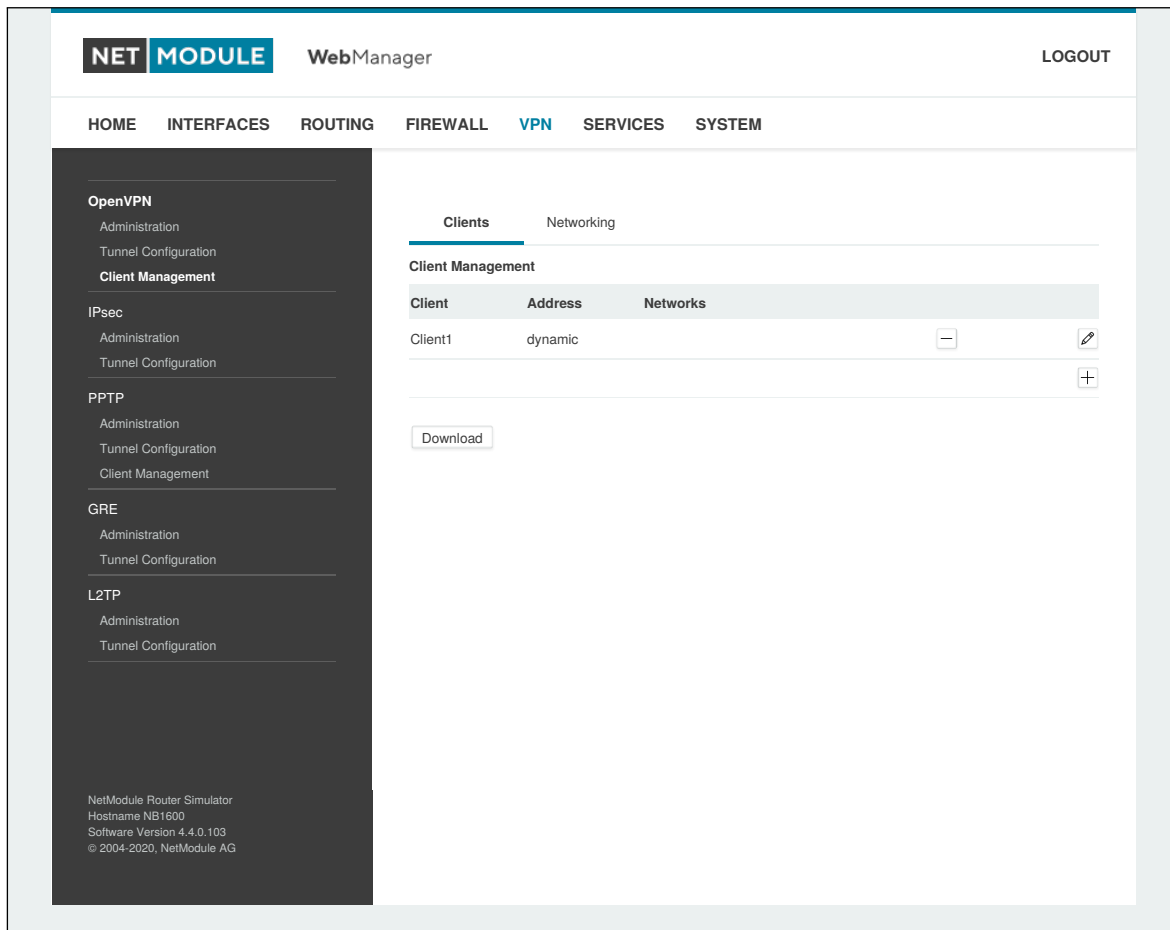 NET MODULE WebManager LOGOUT
HOME INTERFACES ROUTING FIREWALL VPN SERVICES SYSTEM
OpenVPN
Administration
Tunnel Configuration
Client Management
IPsec
Administration
Tunnel Configuration
PPTP
Administration
Tunnel Configuration
Client Management
GRE
Administration
Tunnel Configuration
L2TP
Administration
Tunnel Configuration
NetModule Router Simulator
Hostname NB1600
Software Version 4.4.0.103
© 2004-2020, NetModule AG
Clients Networking
Client Management
Client Address Networks
Client1 dynamic
Download